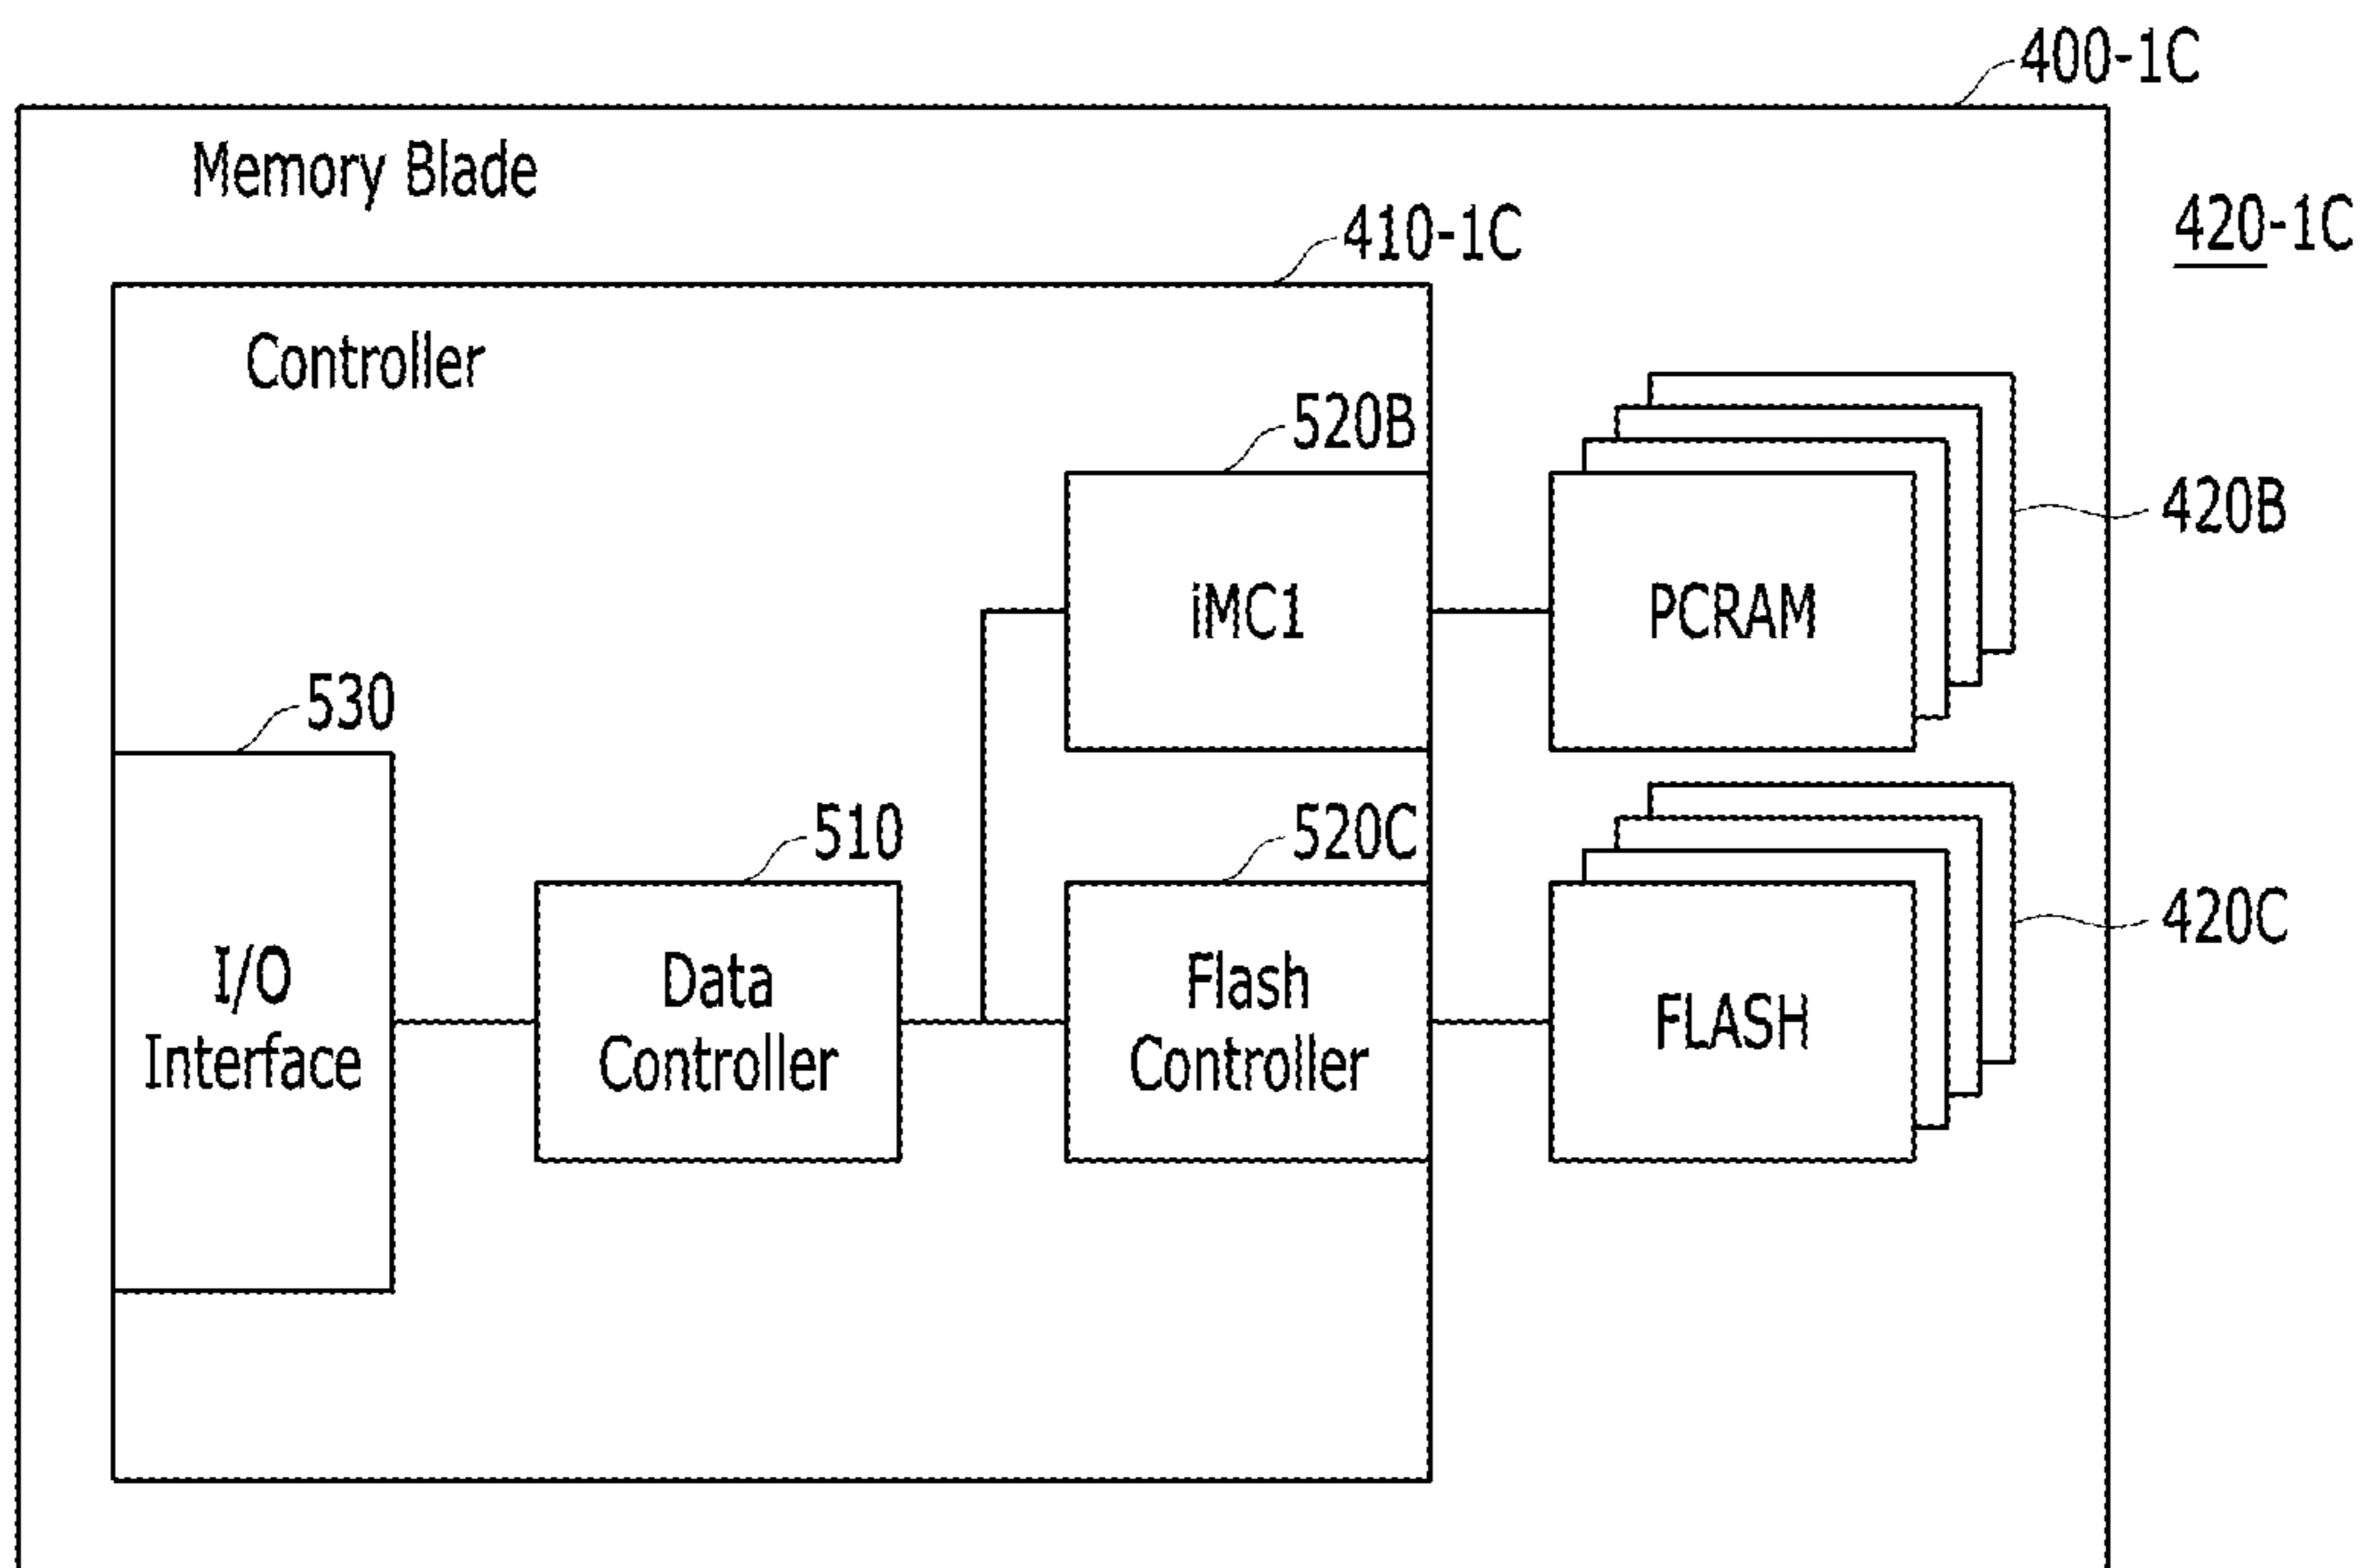 400-1C
Memory Blade
420-1C
410-1C
Controller
520B
420B
iMC1
PCRAM
530
510
520C
420C
I/O
Interface
Data
Controller
Flash
Controller
FLASH